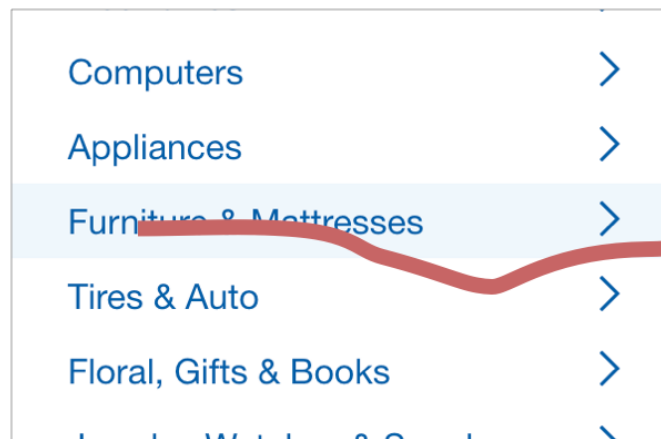 Computers
Appliances
Furniture & Mattresses
Tires & Auto
Floral, Gifts & Books